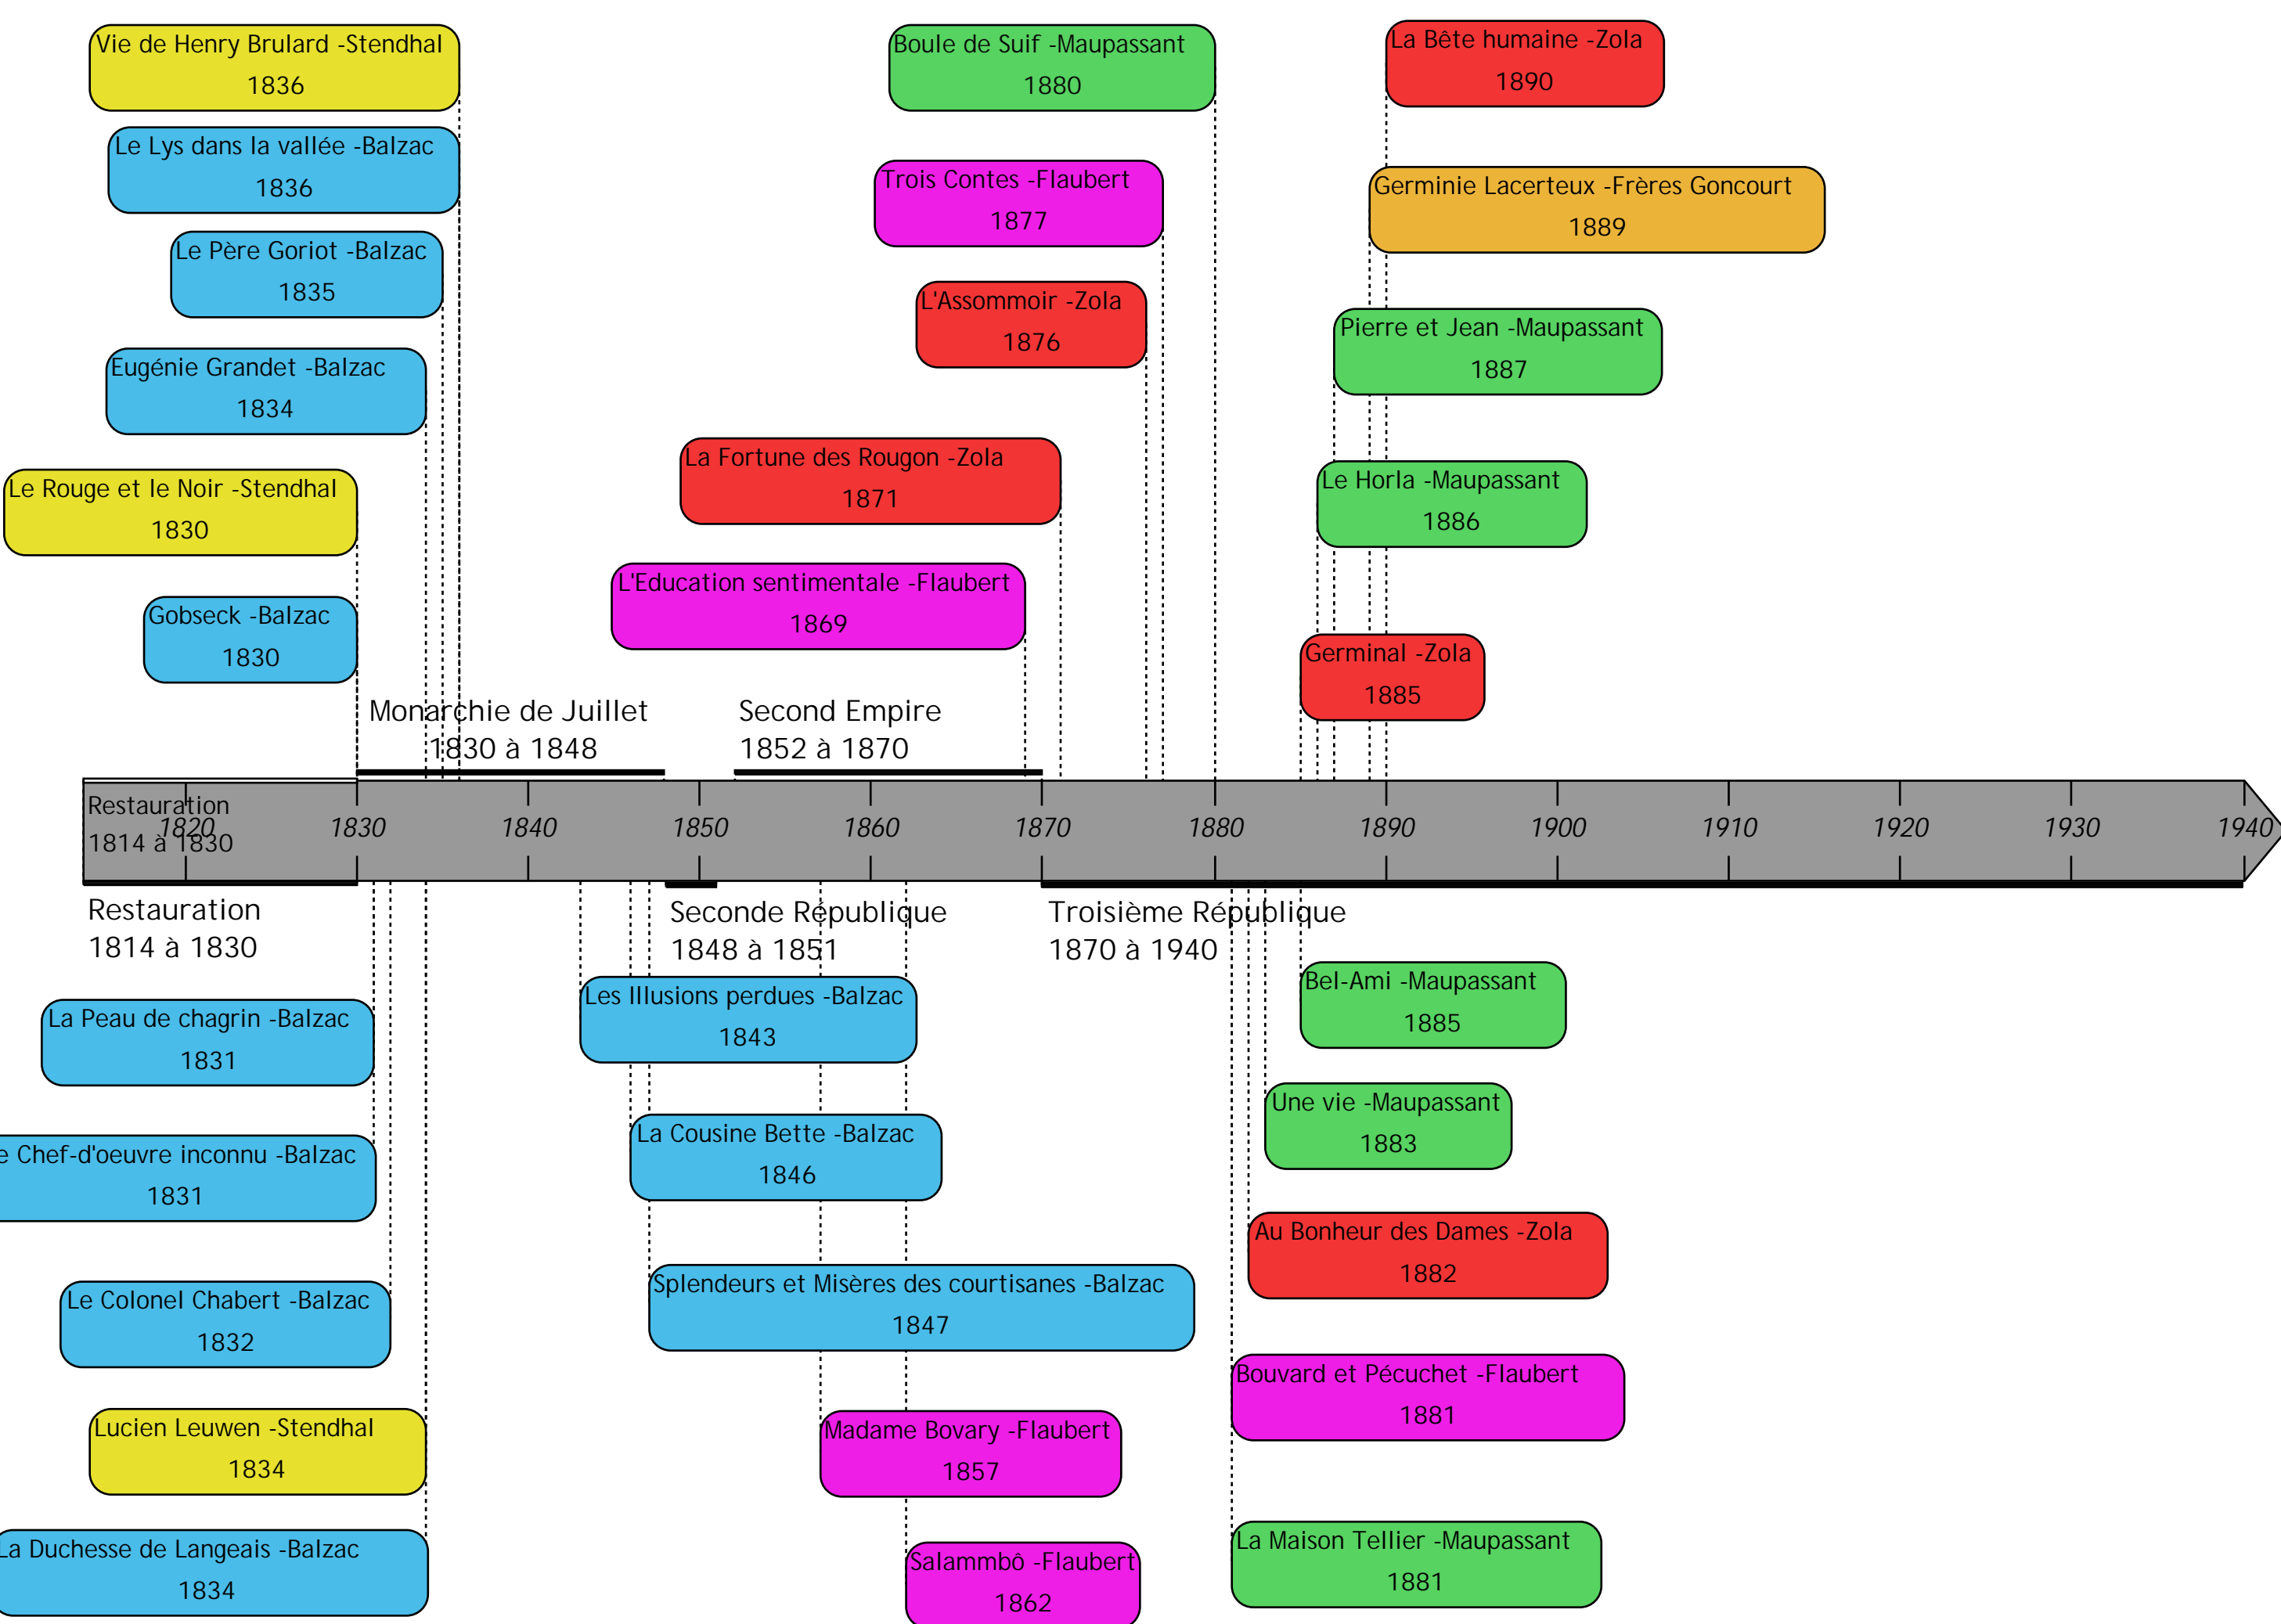 Vie de Henry Brulard -Stendhal
1836
Le Lys dans la vallée -Balzac
1836
Le Père Goriot -Balzac
1835
Eugénie Grandet -Balzac
1834
Le Rouge et le Noir -Stendhal
1830
Gobseck -Balzac
1830
Boule de Suif -Maupassant
1880
Trois Contes -Flaubert
1877
L'Assommoir -Zola
1876
La Fortune des Rougon -Zola
1871
L'Education sentimentale -Flaubert
1869
La Bête humaine -Zola
1890
Germinie Lacerteux -Frères Goncourt
1889
Pierre et Jean -Maupassant
1887
Le Horla -Maupassant
1886
Germinal -Zola
1885
Monarchie de Juillet
1830 à 1848
Second Empire
1852 à 1870
Restauration
1814 à 1830
1820 1830 1840 1850 1860 1870 1880 1890 1900 1910 1920 1930 1940
Restauration
1814 à 1830
Seconde République
1848 à 1851
Troisième République
1870 à 1940
La Peau de chagrin -Balzac
1831
e Chef-d'oeuvre inconnu -Balzac
1831
Le Colonel Chabert -Balzac
1832
Lucien Leuwen -Stendhal
1834
La Duchesse de Langeais -Balzac
1834
Les Illusions perdues -Balzac
1843
La Cousine Bette -Balzac
1846
Splendeurs et Misères des courtisanes -Balzac
1847
Madame Bovary -Flaubert
1857
Salammbô -Flaubert
1862
Bel-Ami -Maupassant
1885
Une vie -Maupassant
1883
Au Bonheur des Dames -Zola
1882
Bouvard et Pécuchet -Flaubert
1881
La Maison Tellier -Maupassant
1881